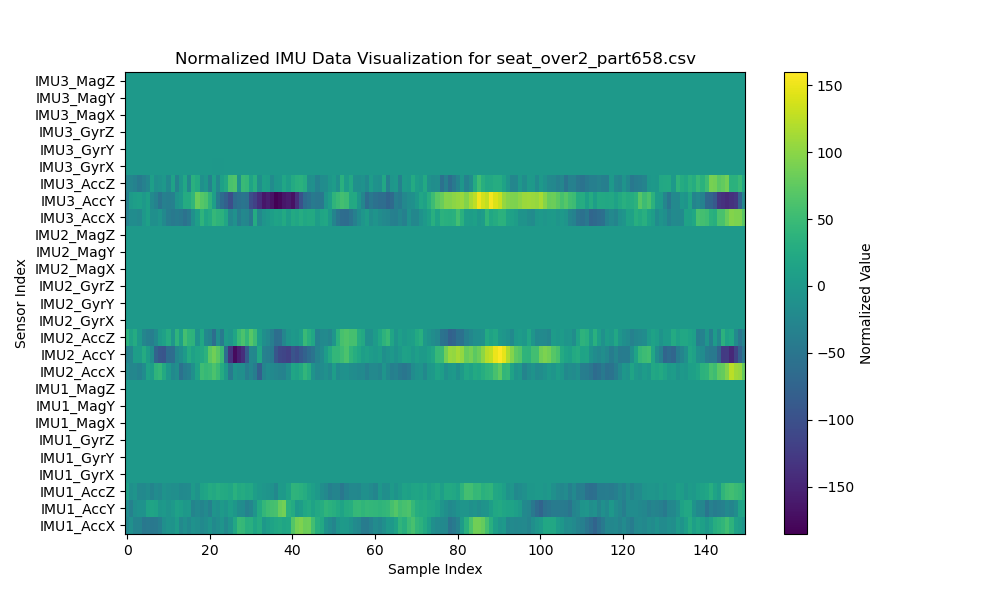 Normalized IMU Data Visualization for seat_over2_part658.csv
IMU3_MagZ
IMU3_MagY
IMU3_MagX
IMU3_GyrZ
IMU3_GyrY
IMU3_GyrX
IMU3_AccZ
IMU3_AccY
IMU3_AccX
IMU2_MagZ
IMU2_MagY
IMU2_MagX
IMU2_GyrZ
IMU2_GyrY
IMU2_GyrX
IMU2_AccZ
IMU2_AccY
IMU2_AccX
IMU1_MagZ
IMU1_MagY
IMU1_MagX
IMU1_GyrZ
IMU1_GyrY
IMU1_GyrX
IMU1_AccZ
IMU1_AccY
IMU1_AccX
Sensor Index
0 20 40 60 80 100 120 140
Sample Index
150
100
50
0
−50
−100
−150
Normalized Value